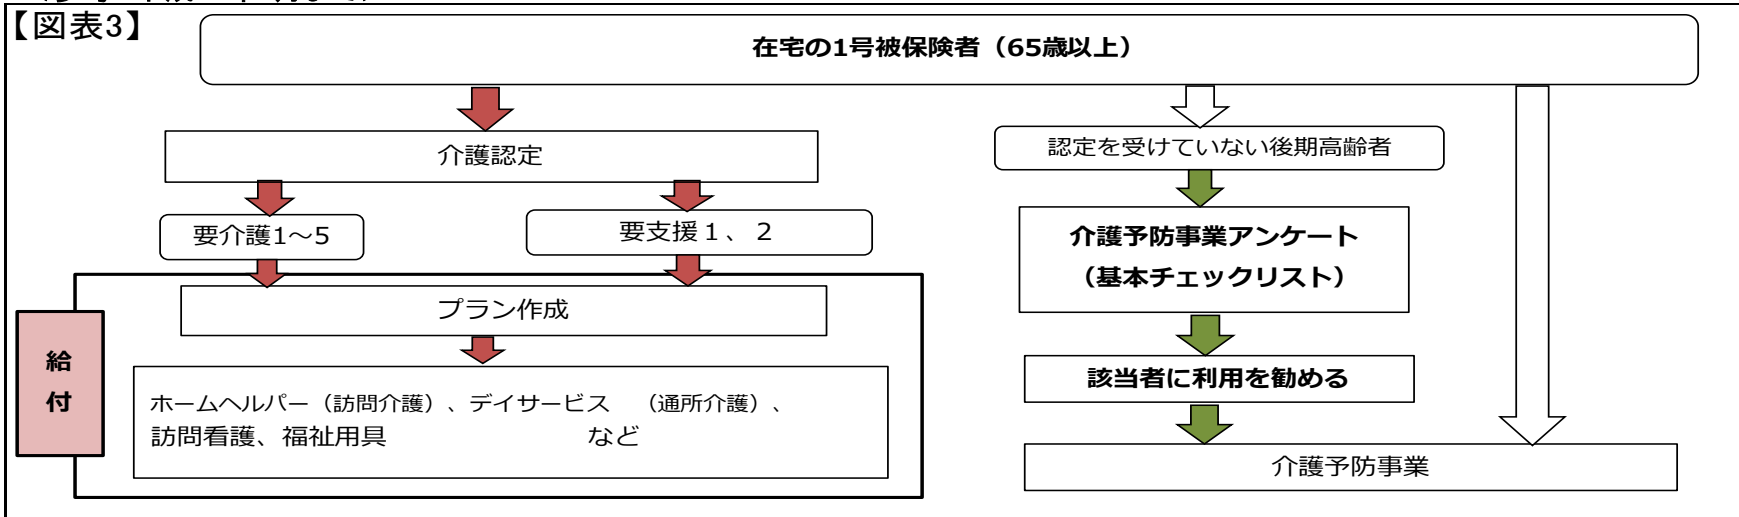 【図表3】
在宅の1号被保険者（65歳以上）
介護認定
認定を受けていない後期高齢者
要介護1～5
要支援１、２
介護予防事業アンケート
（基本チェックリスト）
プラン作成
給
付
該当者に利用を勧める
ホームヘルパー（訪問介護）、デイサービス　（通所介護）、
訪問看護、福祉用具　　　　　　　　など
介護予防事業